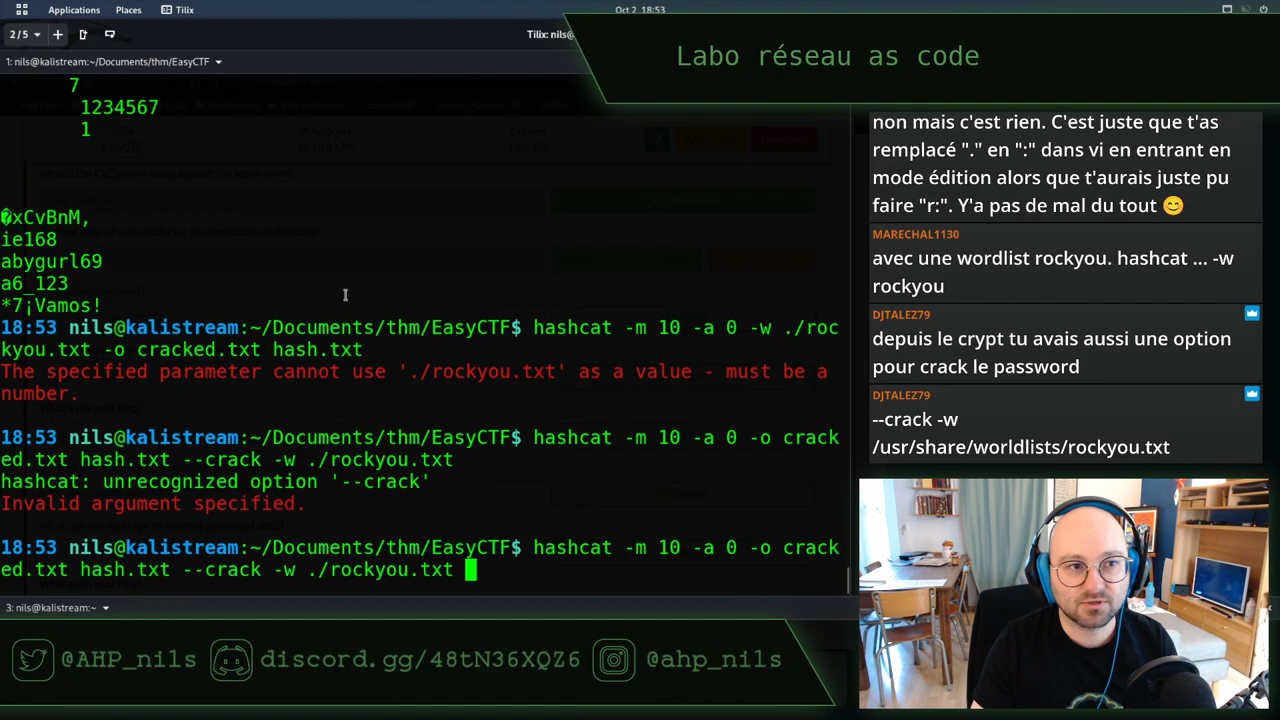 Applications Places Tilix
Oct 2 18:53
2/5
Tilix: nils@
1: nils@kalistream:~/Documents/thm/EasyCTF
Labo réseau as code
7
1234567
1
�xCvBnM,
ie168
abygurl69
a6_123
*7¡Vamos!
18:53 nils@kalistream:~/Documents/thm/EasyCTF$ hashcat -m 10 -a 0 -w ./roc
kyou.txt -o cracked.txt hash.txt
The specified parameter cannot use './rockyou.txt' as a value - must be a
number.
18:53 nils@kalistream:~/Documents/thm/EasyCTF$ hashcat -m 10 -a 0 -o crack
ed.txt hash.txt --crack -w ./rockyou.txt
hashcat: unrecognized option '--crack'
Invalid argument specified.
18:53 nils@kalistream:~/Documents/thm/EasyCTF$ hashcat -m 10 -a 0 -o crack
ed.txt hash.txt --crack -w ./rockyou.txt
3: nils@kalistream:~
non mais c'est rien. C'est juste que t'as
remplacé "." en ":" dans vi en entrant en
mode édition alors que t'aurais juste pu
faire "r:". Y'a pas de mal du tout 😊
MARECHAL1130
avec une wordlist rockyou. hashcat ... -w
rockyou
DJTALEZ79
depuis le crypt tu avais aussi une option
pour crack le password
DJTALEZ79
--crack -w
/usr/share/worldlists/rockyou.txt
@AHP_nils discord.gg/48tN36XQZ6 @ahp_nils